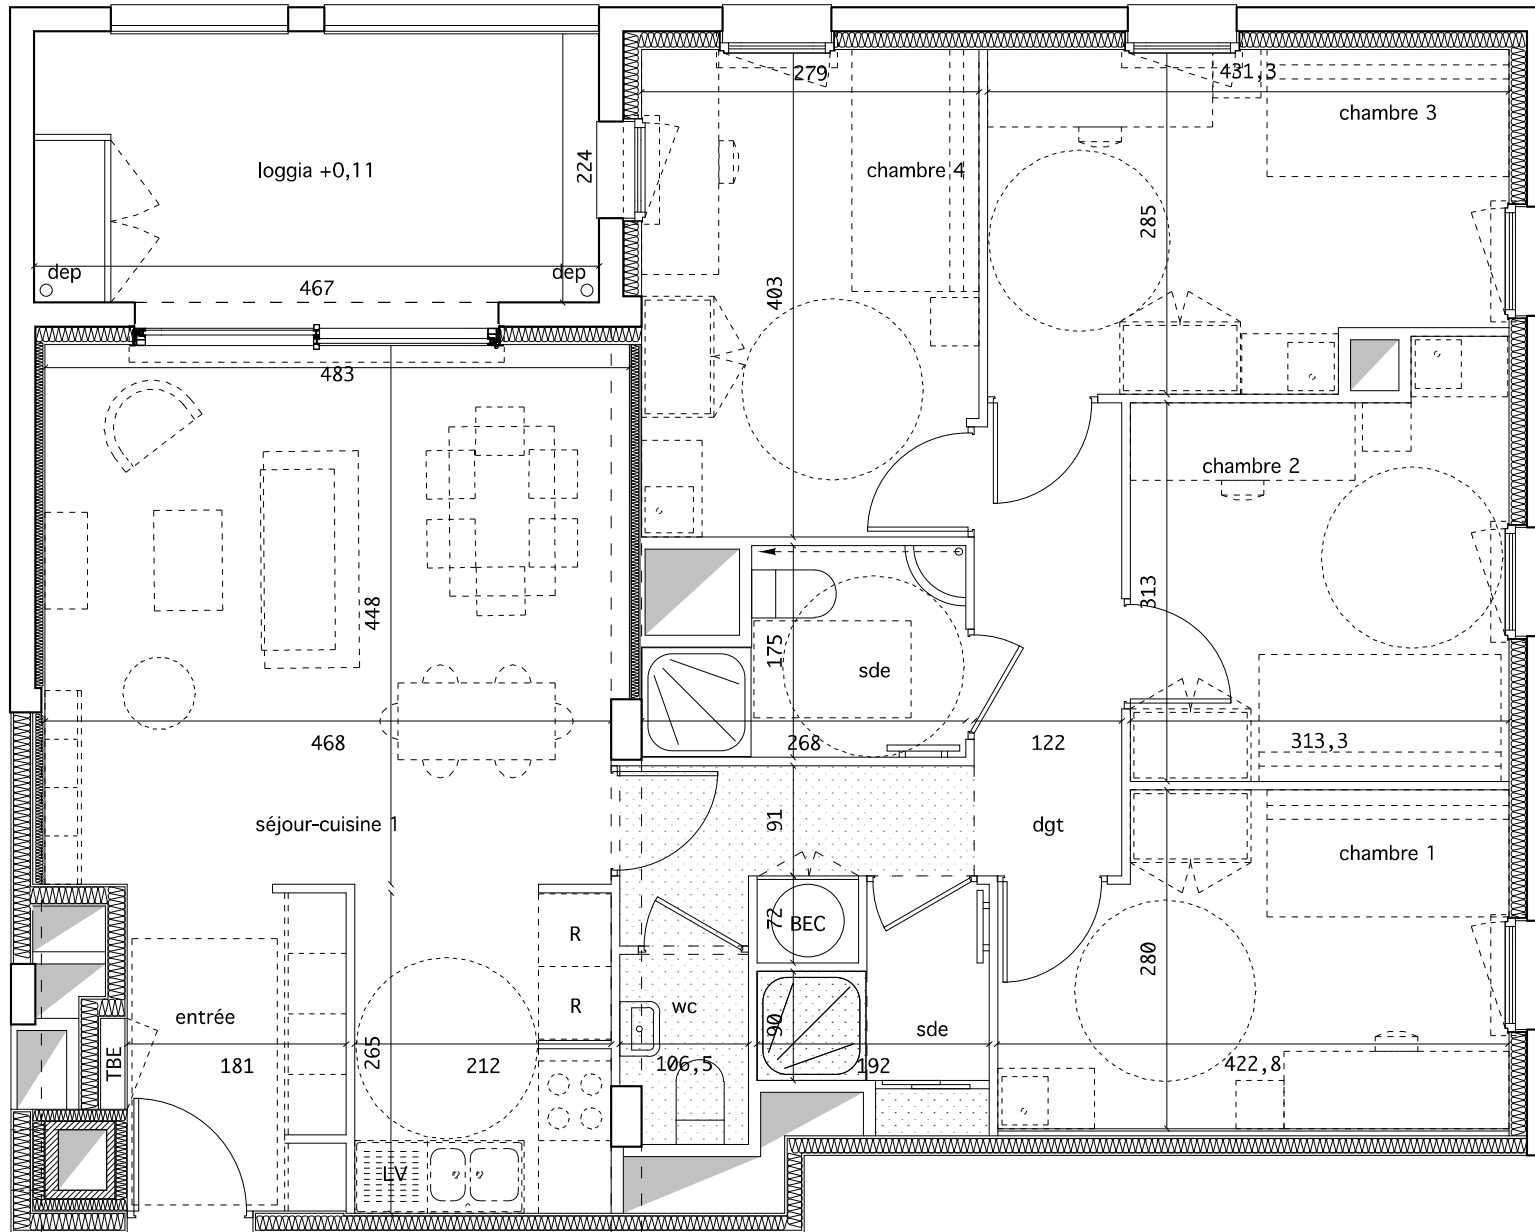 279
431,3
chambre 3
loggia +0,11
224
chambre 4
285
dep
dep
467
403
483
chambre 2
448
313
175
sde
468
268
122
313,3
séjour-cuisine 1
91
dgt
chambre 1
72
BEC
R
280
R
wc
entrée
90
sde
TBE
181
265
212
106,5
192
422,8
LV